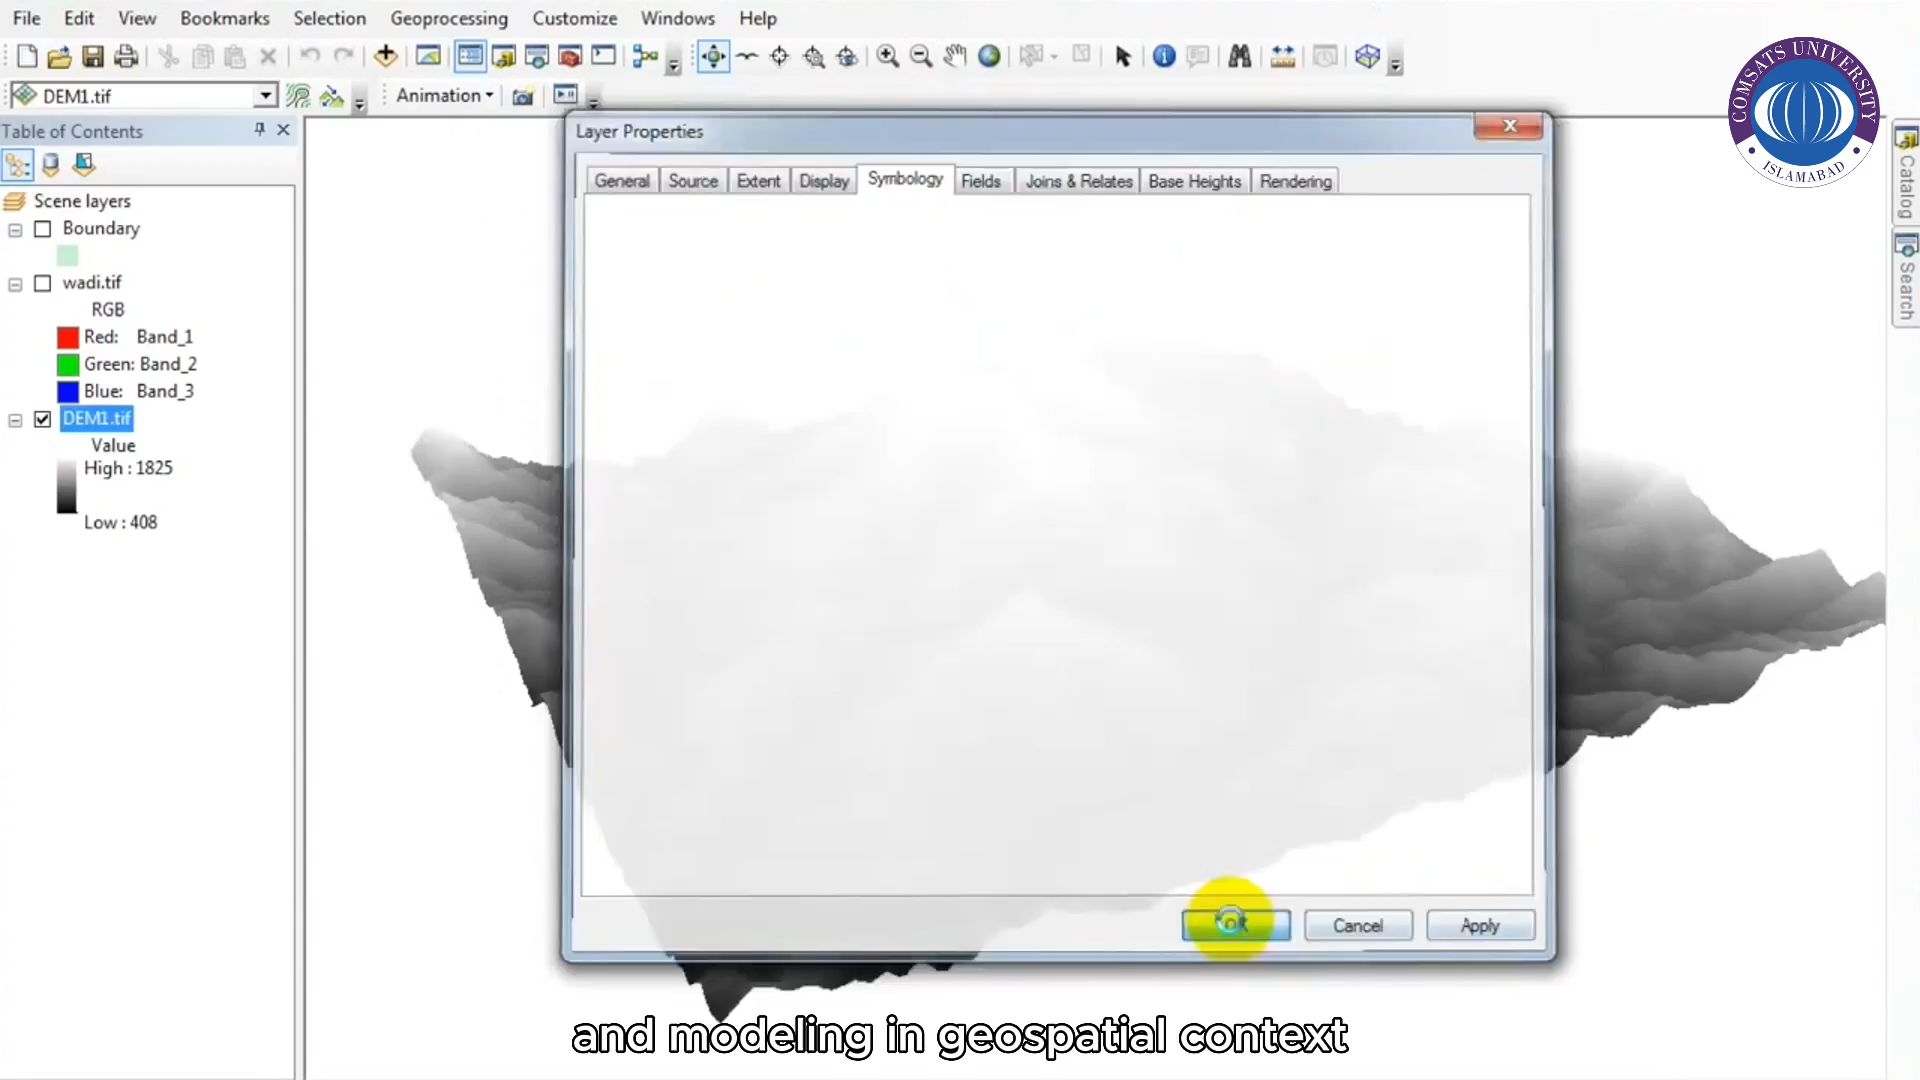 File Edit View Bookmarks Selection Geoprocessing Customize Windows Help
DEM1.tif Animation
Table of Contents
Scene layers
Boundary
wadi.tif
RGB
Red: Band_1
Green: Band_2
Blue: Band_3
DEM1.tif
Value
High : 1825
Low : 408
Layer Properties
General Source Extent Display Symbology Fields Joins & Relates Base Heights Rendering
OK Cancel Apply
COMSATS UNIVERSITY
ISLAMABAD
Catalog
Search
and modeling in geospatial context